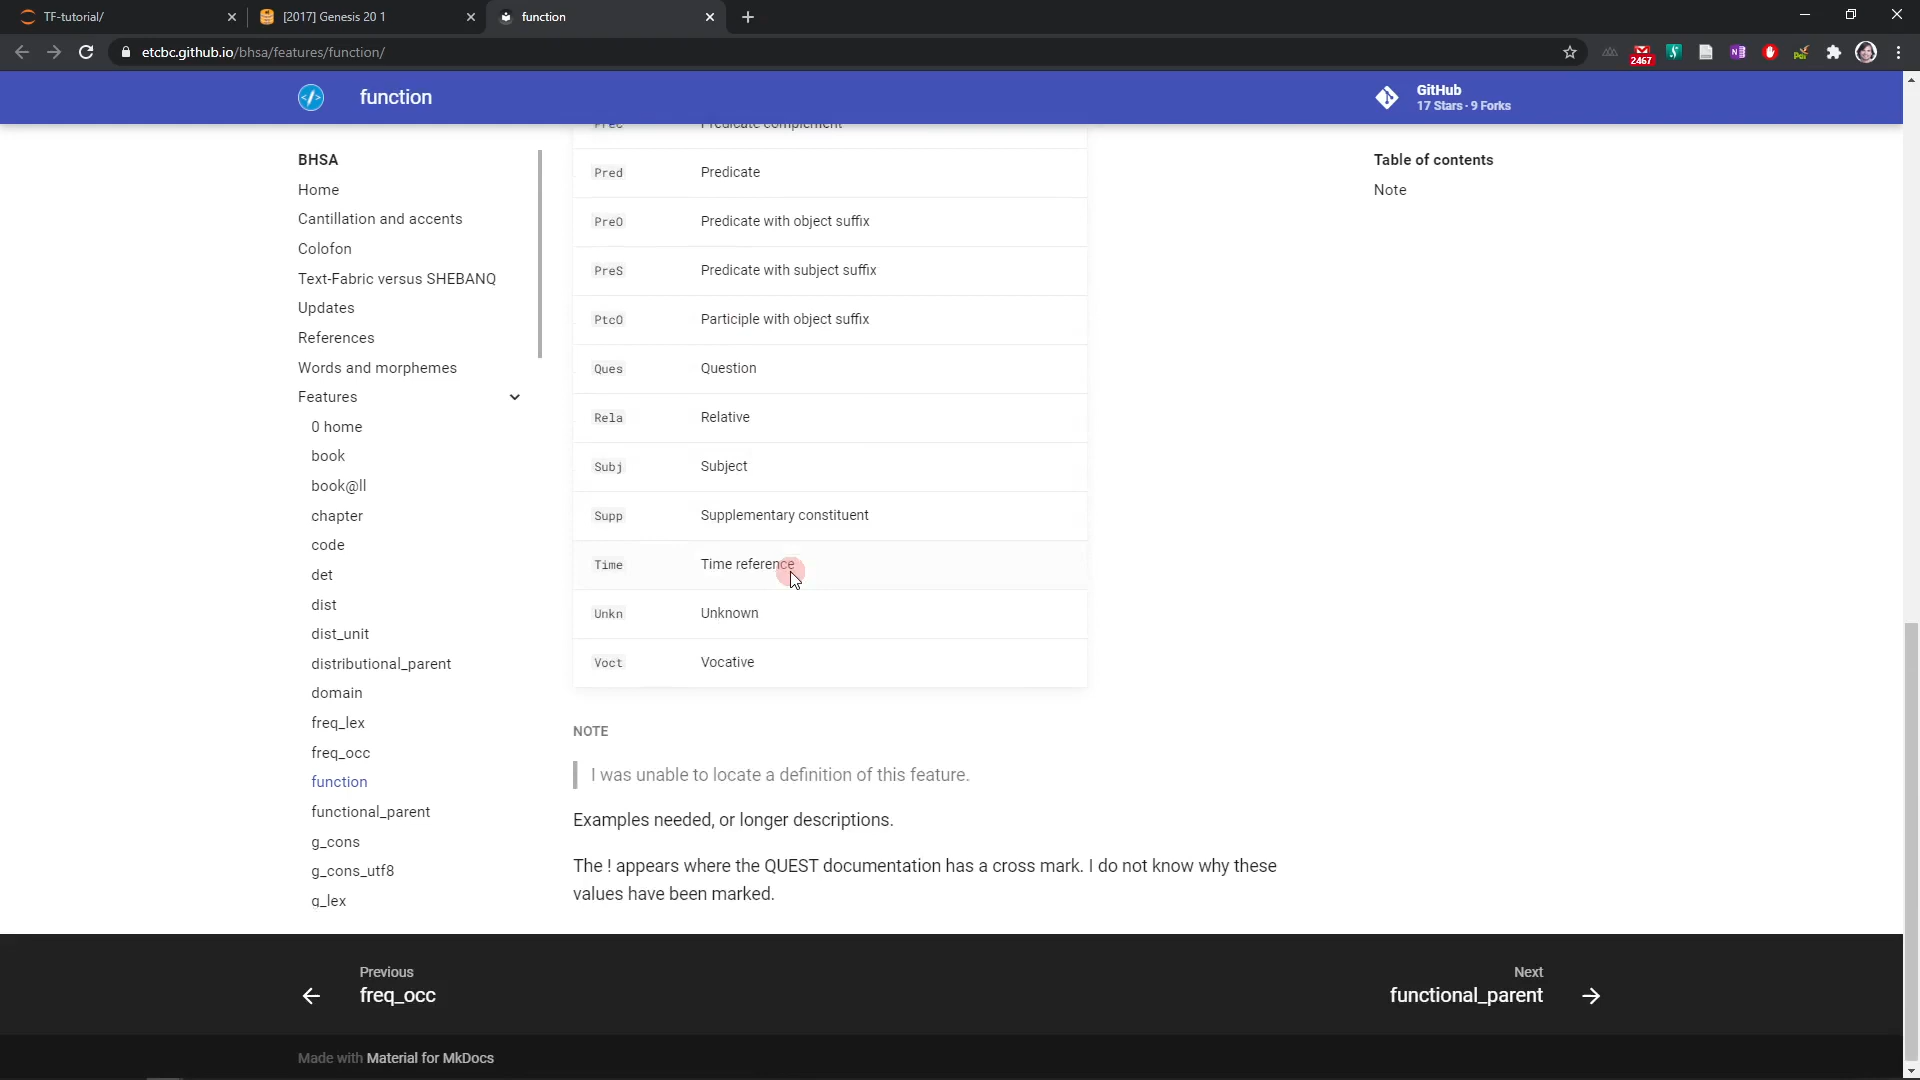 TF-tutorial/
[2017] Genesis 20 1
function
etcbc.github.io/bhsa/features/function/
2467
function
GitHub
17 Stars · 9 Forks
BHSA
Home
Cantillation and accents
Colofon
Text-Fabric versus SHEBANQ
Updates
References
Words and morphemes
Features
0 home
book
book@ll
chapter
code
det
dist
dist_unit
distributional_parent
domain
freq_lex
freq_occ
function
functional_parent
g_cons
g_cons_utf8
g_lex
PreC Predicate complement
Pred Predicate
PreO Predicate with object suffix
PreS Predicate with subject suffix
PtcO Participle with object suffix
Ques Question
Rela Relative
Subj Subject
Supp Supplementary constituent
Time Time reference
Unkn Unknown
Voct Vocative
NOTE
I was unable to locate a definition of this feature.
Examples needed, or longer descriptions.
The ! appears where the QUEST documentation has a cross mark. I do not know why these
values have been marked.
Table of contents
Note
Previous
freq_occ
Next
functional_parent
Made with Material for MkDocs